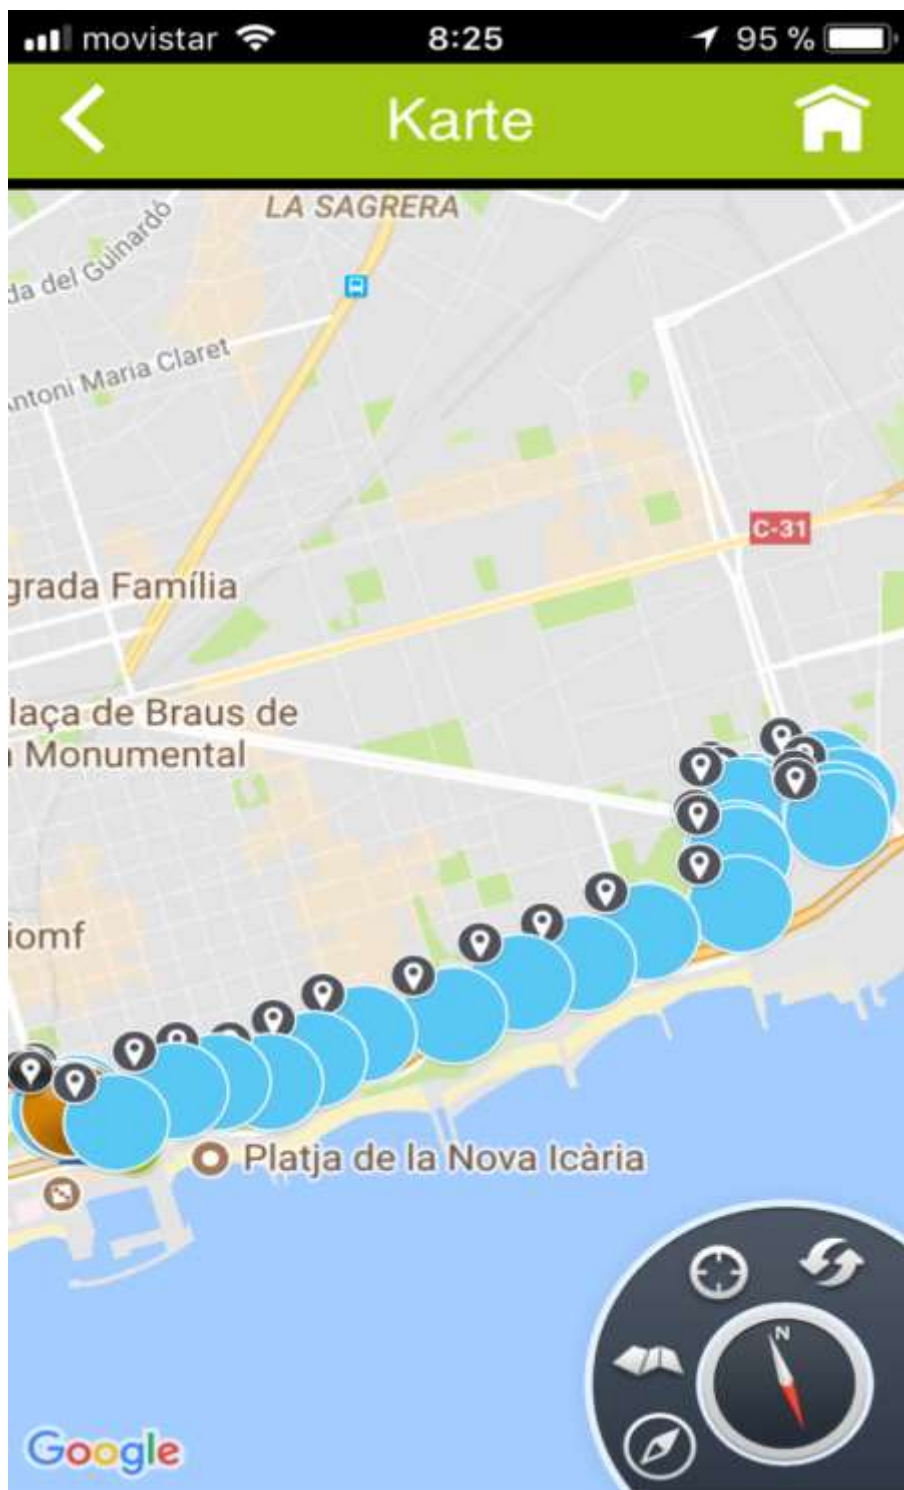 movistar 8:25 95 %
Karte
LA SAGRERA
da del Guinardó
Antoni Maria Claret
C-31
grada Família
laça de Braus de
Monumental
iomf
Platja de la Nova Icària
N
Google